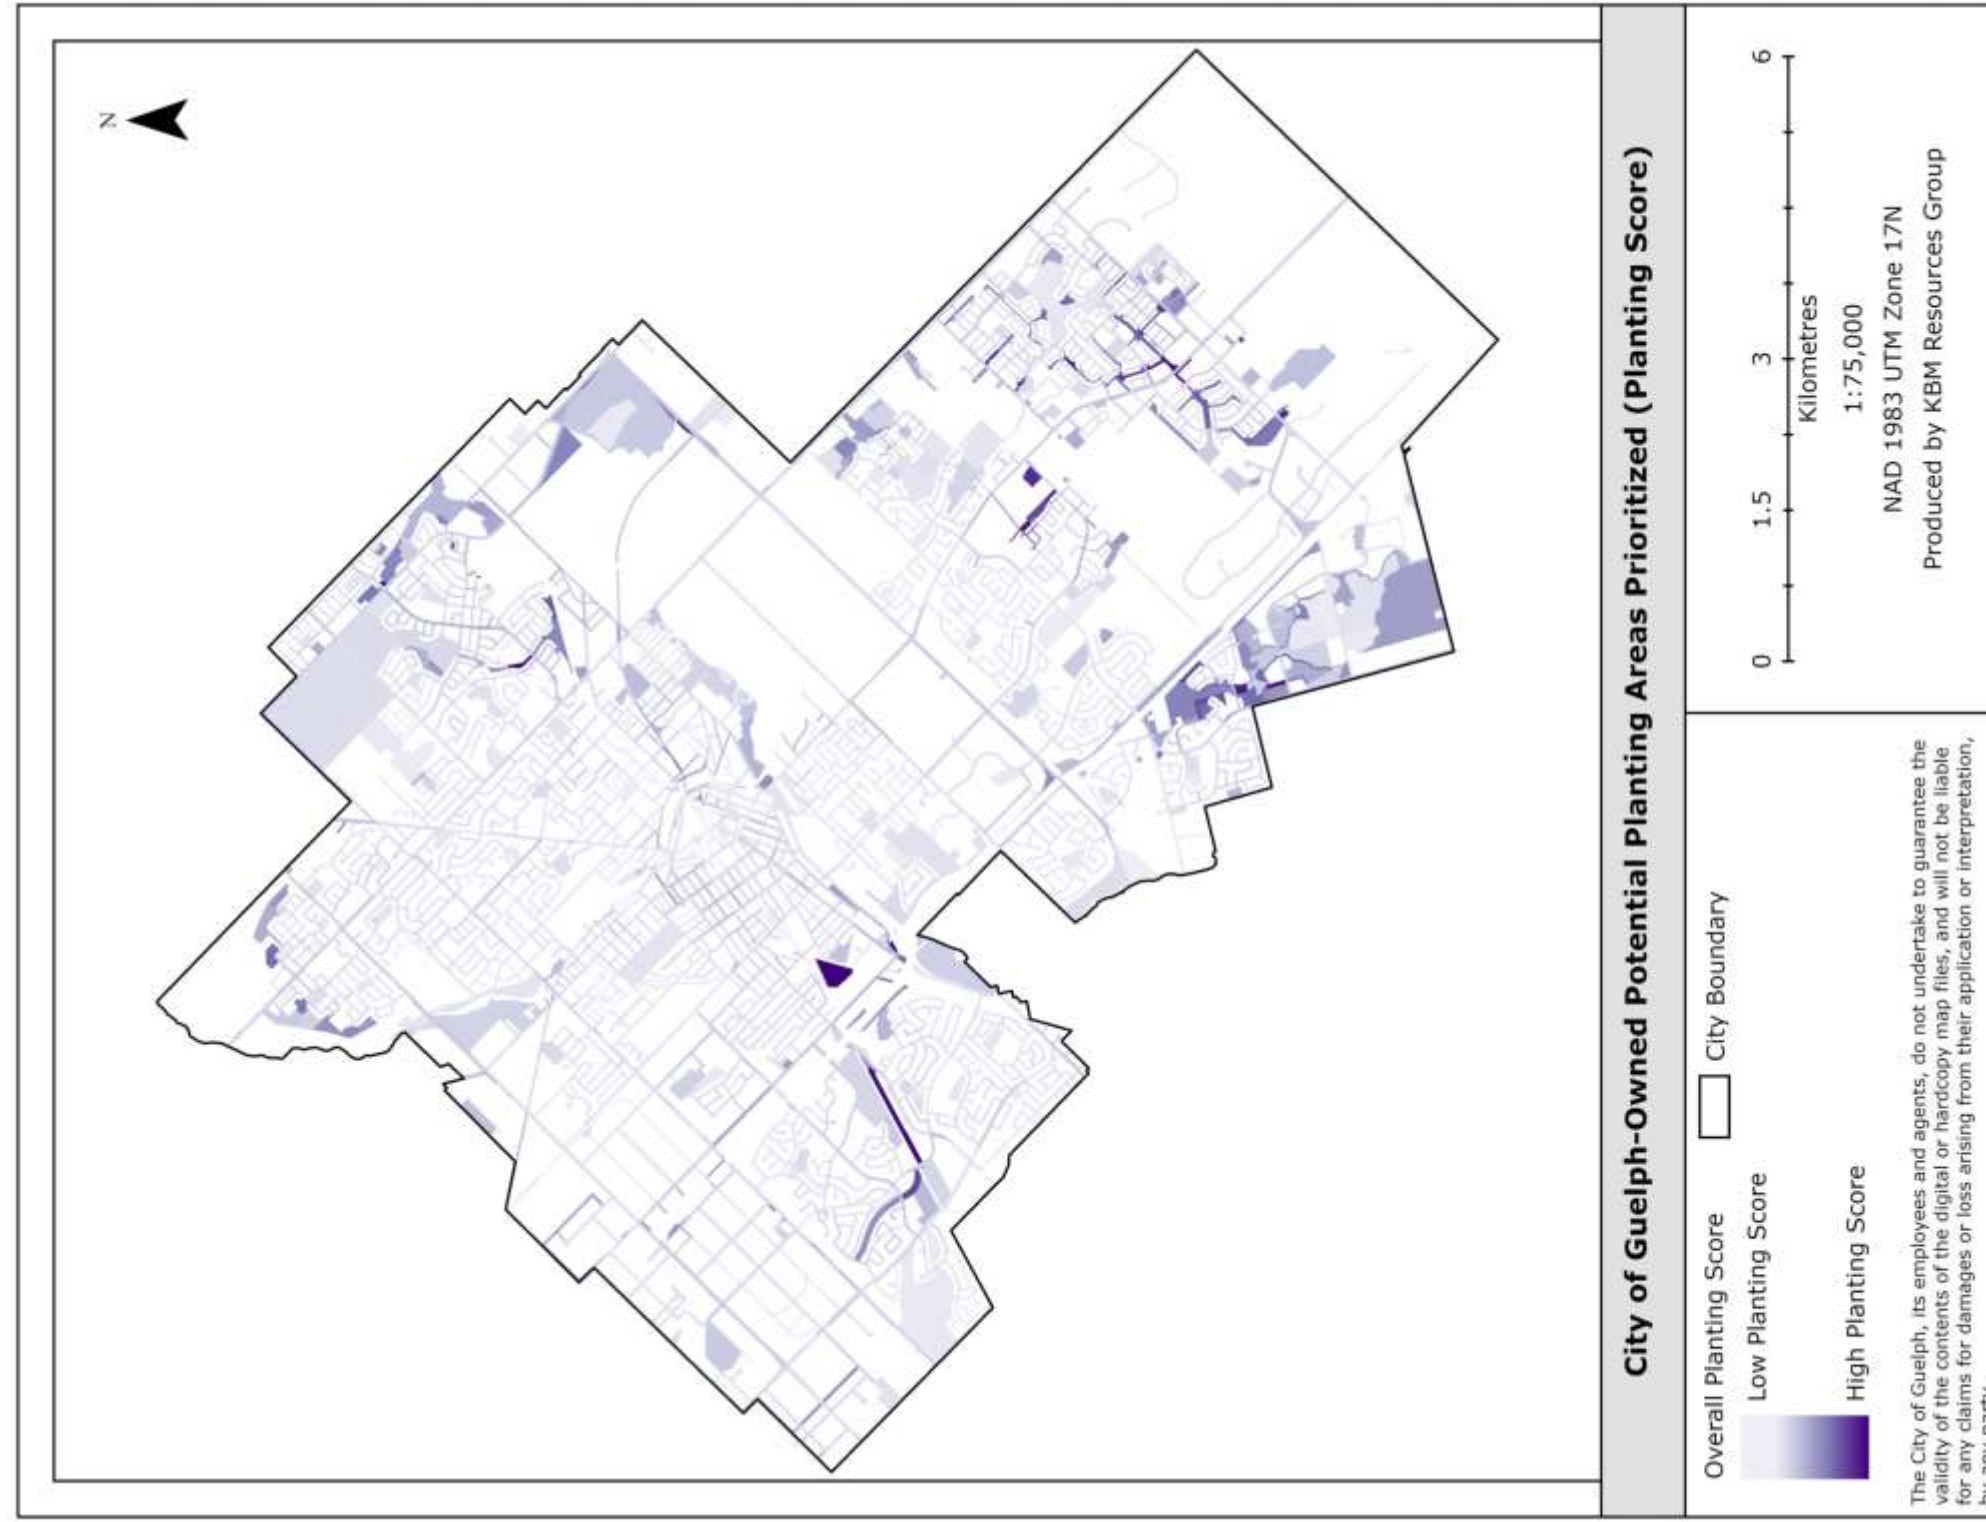 N
City of Guelph-Owned Potential Planting Areas Prioritized (Planting Score)
Overall Planting Score
Low Planting Score
High Planting Score
City Boundary
The City of Guelph, its employees and agents, do not undertake to guarantee the
validity of the contents of the digital or hardcopy map files, and will not be liable
for any claims for damages or loss arising from their application or interpretation,
by any party.
0 1.5 3 6
Kilometres
1:75,000
NAD 1983 UTM Zone 17N
Produced by KBM Resources Group